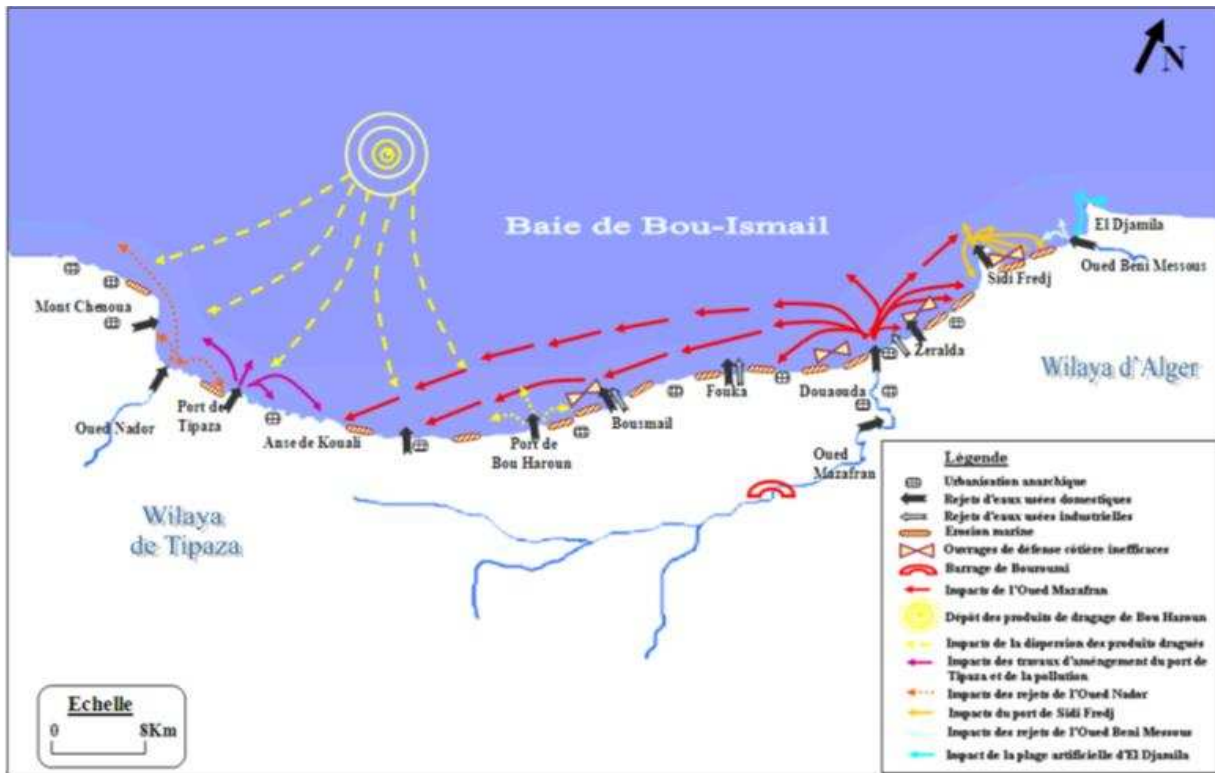 N
Baie de Bou-Ismail
El Djamila
Oued Beni Messous
Sidi Fredj
Mont Chenoua
Zeralda
Wilaya d'Alger
Fouka
Douaouda
Port de
Tipaza
Oued Nador
Anse de Kouali
Port de
Bou Haroun
Bousmail
Oued
Mazafran
Wilaya
de Tipaza
Légende
Urbanisation anarchique
Rejets d'eaux usées domestiques
Rejets d'eaux usées industrielles
Erosion marine
Ouvrages de défense côtière inefficaces
Barrage de Bouroumi
Impacts de l'Oued Mazafran
Dépôt des produits de dragage de Bou Haroun
Impacts de la dispersion des produits dragués
Impacts des travaux d'améngement du port de
Tipaza et de la pollution
Impacts des rejets de l'Oued Nador
Impacts du port de Sidi Fredj
Impacts des rejets de l'Oued Beni Messous
Impact de la plage artificielle d'El Djamila
Echelle
0 8Km